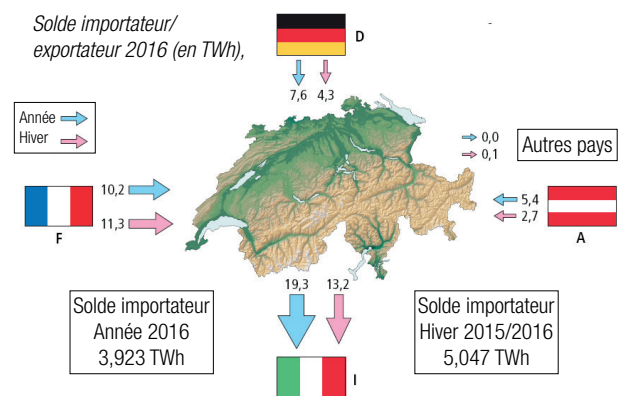 Solde importateur/
exportateur 2016 (en TWh),
D
7,6 4,3
Année
Hiver
0,0
0,1
Autres pays
10,2
11,3
F
5,4
2,7
A
19,3 13,2
Solde importateur
Année 2016
3,923 TWh
Solde importateur
Hiver 2015/2016
5,047 TWh
I